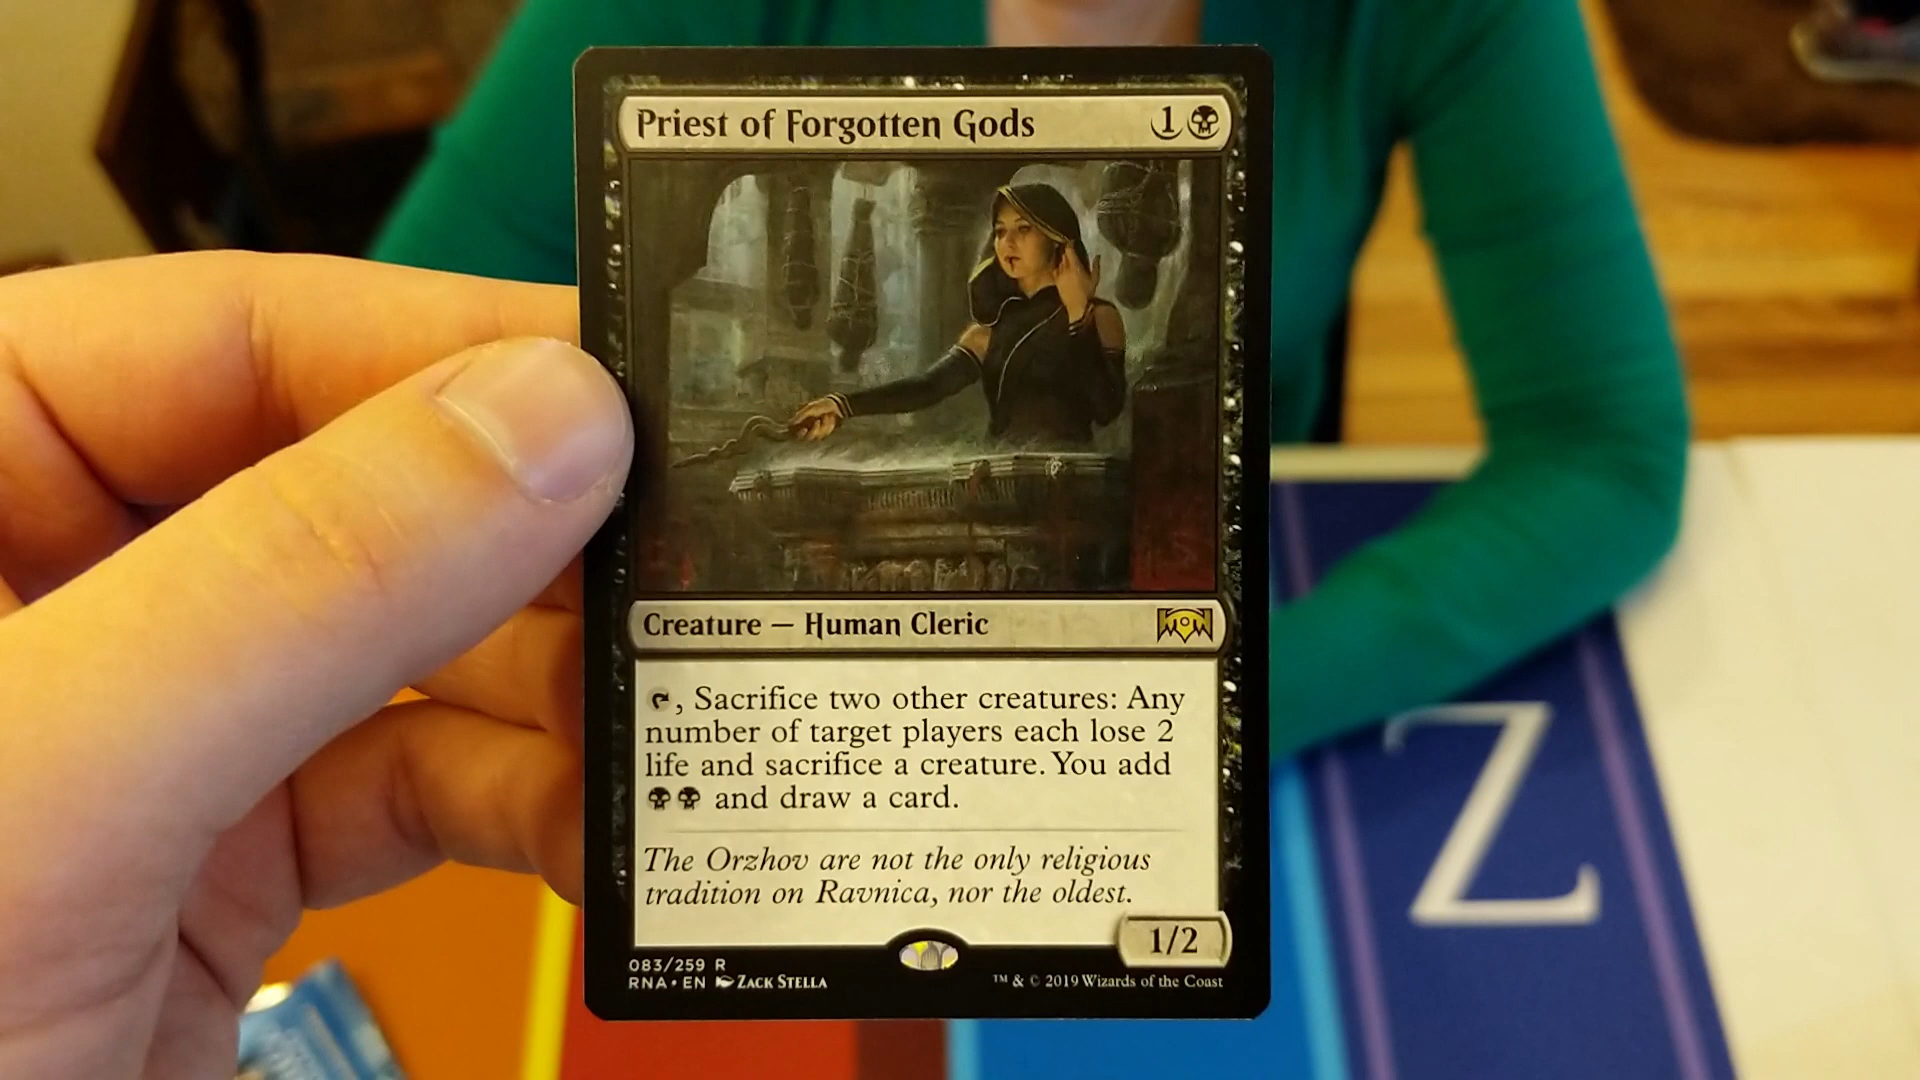 Priest of Forgotten Gods 1
Creature — Human Cleric
, Sacrifice two other creatures: Any
number of target players each lose 2
life and sacrifice a creature. You add
and draw a card.
The Orzhov are not the only religious
tradition on Ravnica, nor the oldest.
1/2
083/259 R
RNA • EN ZACK STELLA
™ & © 2019 Wizards of the Coast
Z